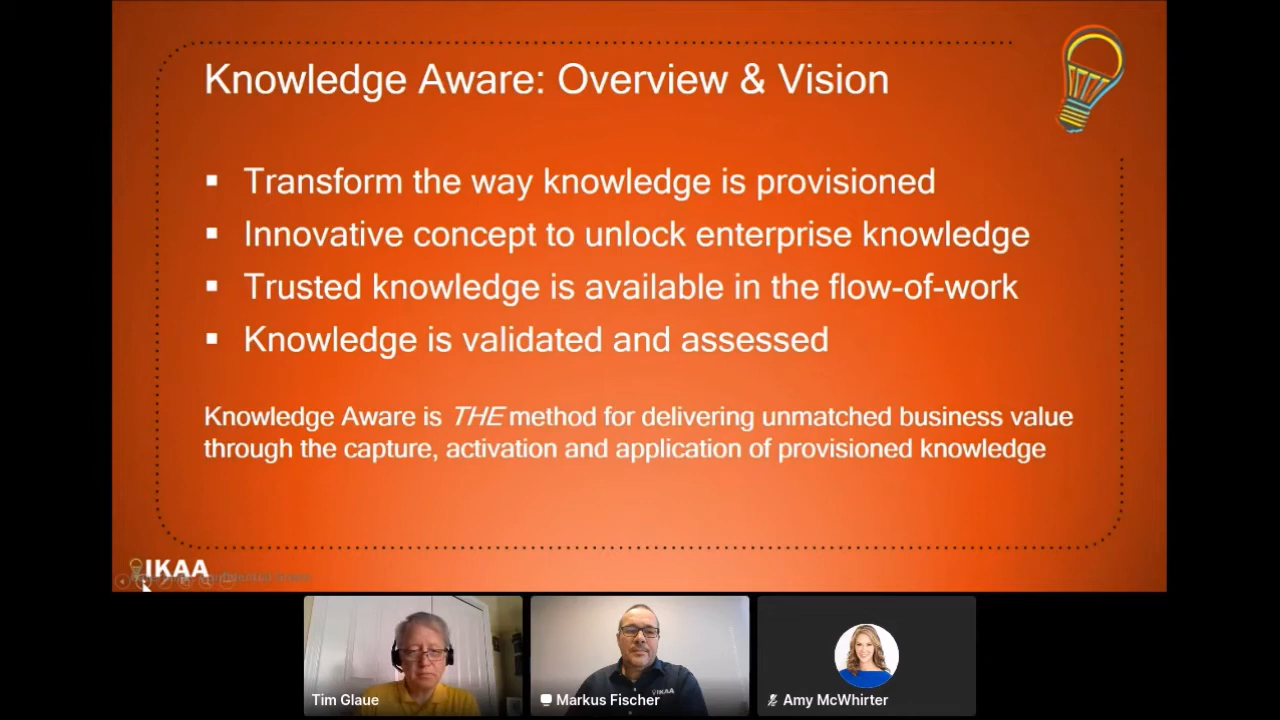 Knowledge Aware: Overview & Vision
Transform the way knowledge is provisioned
Innovative concept to unlock enterprise knowledge
Trusted knowledge is available in the flow-of-work
Knowledge is validated and assessed
Knowledge Aware is THE method for delivering unmatched business value
through the capture, activation and application of provisioned knowledge
IKAA
Tim Glaue
Markus Fischer
IKAA
Amy McWhirter